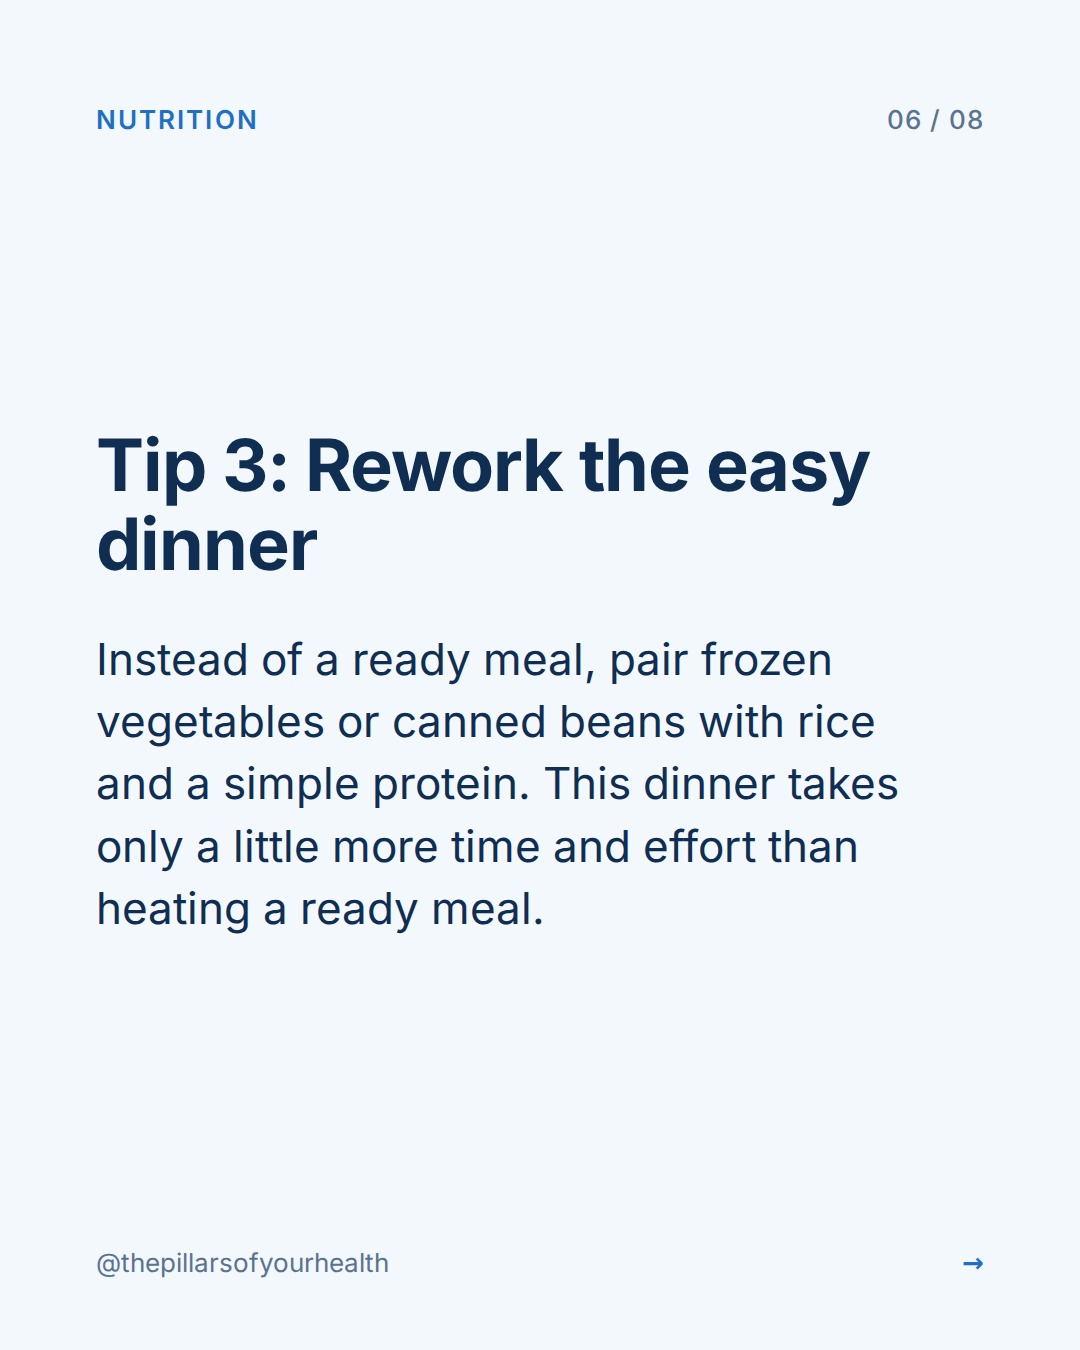 NUTRITION
06 / 08
Tip 3: Rework the easy
dinner
Instead of a ready meal, pair frozen
vegetables or canned beans with rice
and a simple protein. This dinner takes
only a little more time and effort than
heating a ready meal.
@thepillarsofyourhealth
→